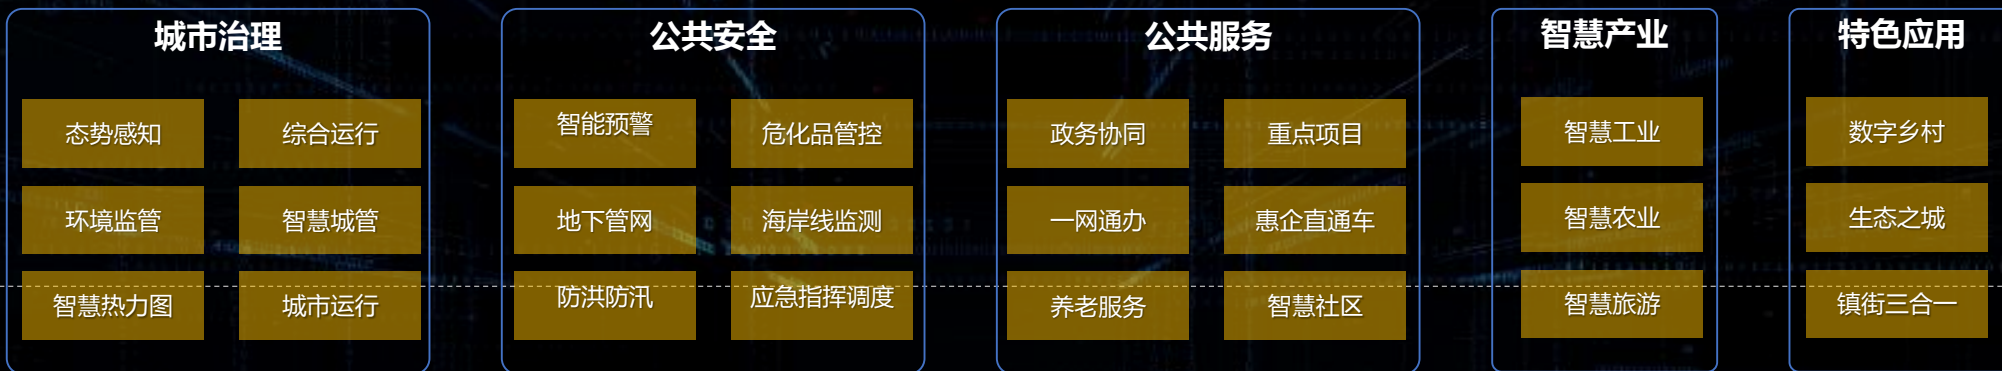 城市治理
态势感知
综合运行
环境监管
智慧城管
智慧热力图
城市运行
公共安全
智能预警
危化品管控
地下管网
海岸线监测
防洪防汛
应急指挥调度
公共服务
政务协同
重点项目
一网通办
惠企直通车
养老服务
智慧社区
智慧产业
智慧工业
智慧农业
智慧旅游
特色应用
数字乡村
生态之城
镇街三合一